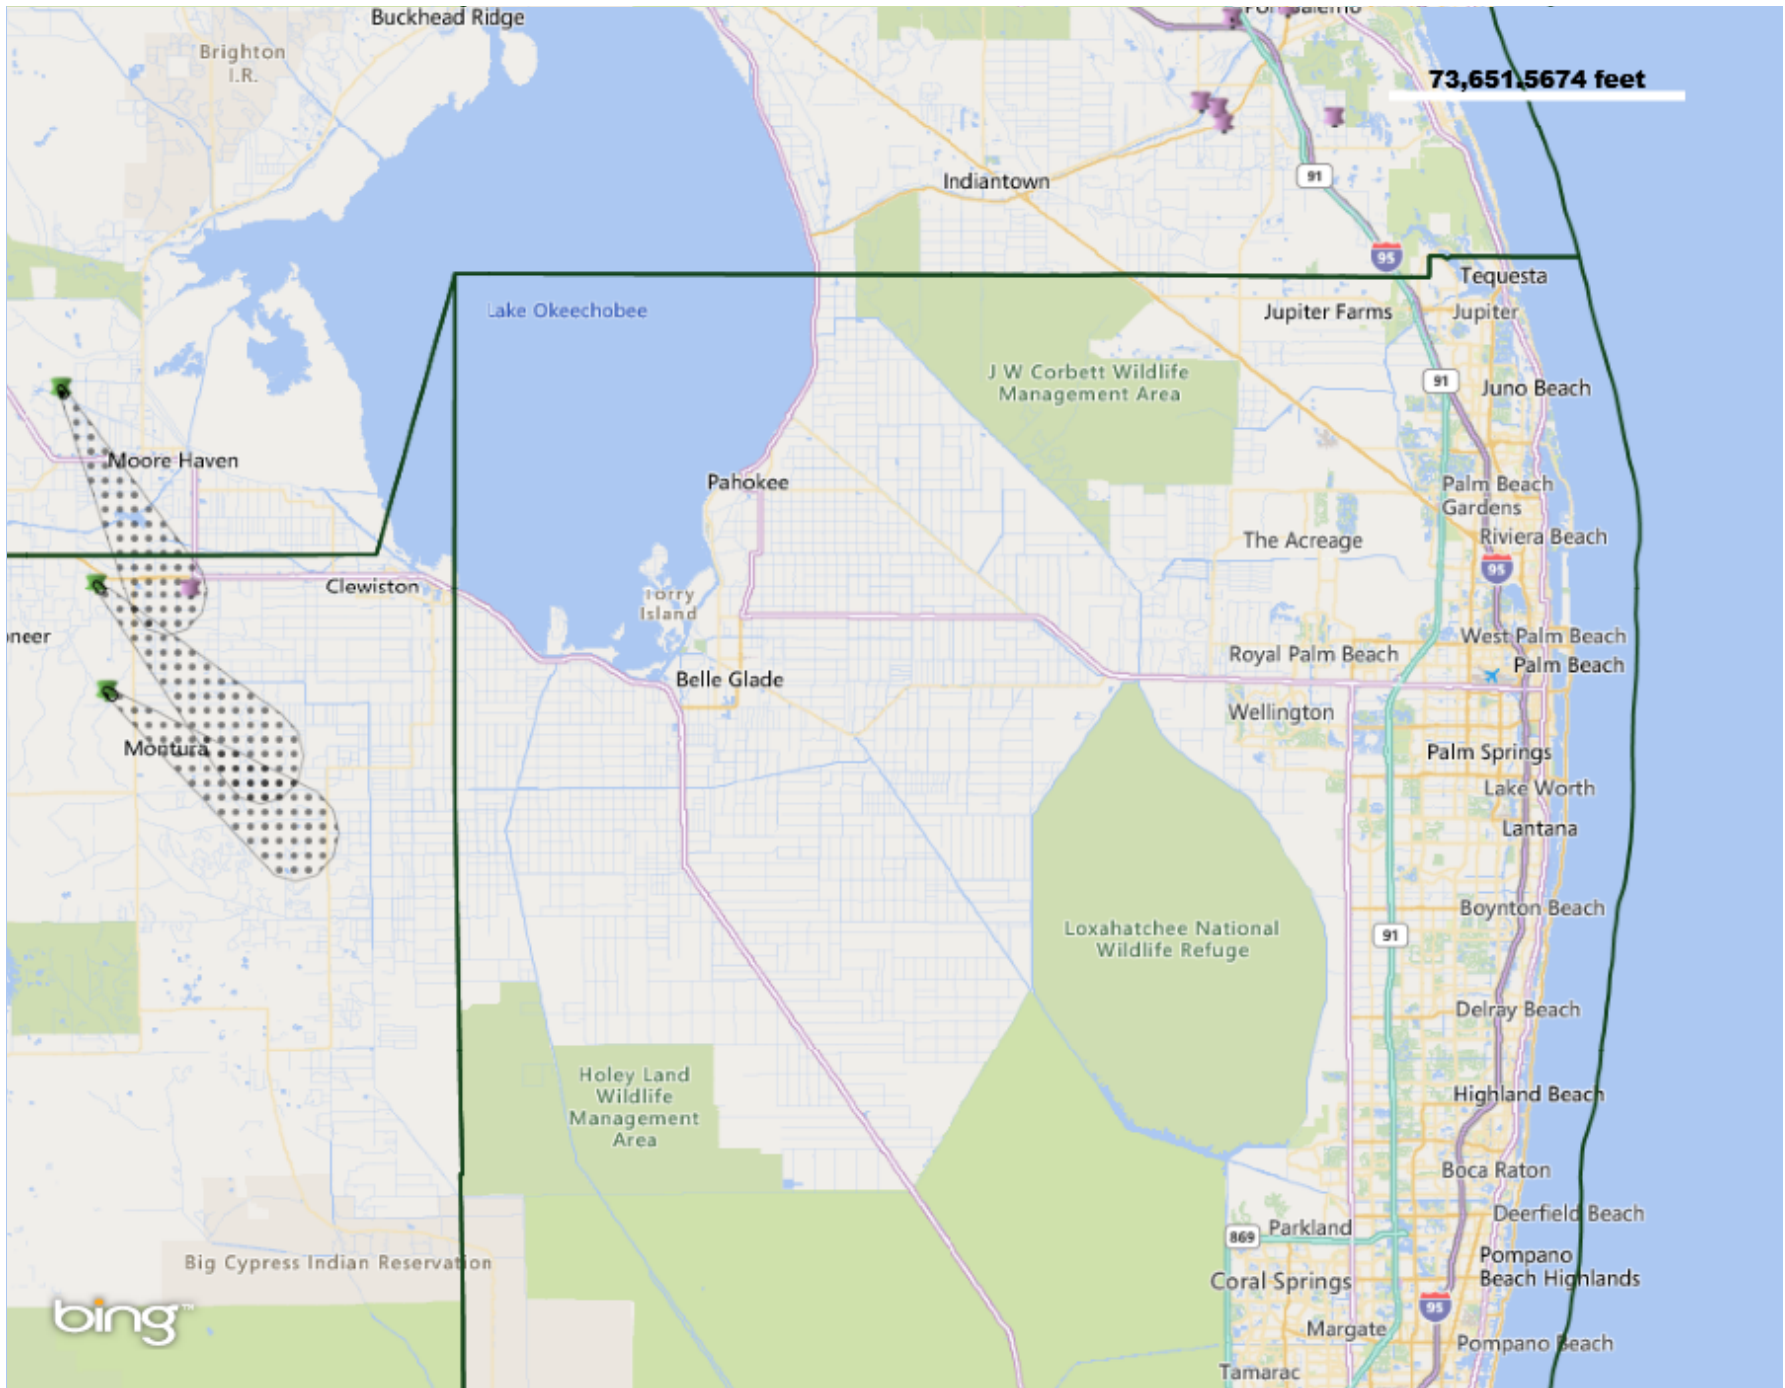 Buckhead Ridge
Port Salerno
Brighton
I.R.
73,651.5674 feet
Indiantown
91
95
Tequesta
Lake Okeechobee
Jupiter Farms
Jupiter
J W Corbett Wildlife
Management Area
91
Juno Beach
Moore Haven
Pahokee
Palm Beach
Gardens
The Acreage
Riviera Beach
95
Clewiston
Torry
Island
oneer
West Palm Beach
Royal Palm Beach
Palm Beach
Belle Glade
Wellington
Montura
Palm Springs
Lake Worth
Lantana
Boynton Beach
Loxahatchee National
Wildlife Refuge
91
Delray Beach
Holey Land
Wildlife
Management
Area
Highland Beach
Boca Raton
Deerfield Beach
869
Parkland
Big Cypress Indian Reservation
Pompano
Beach Highlands
Coral Springs
95
bing™
Margate
Pompano Beach
Tamarac